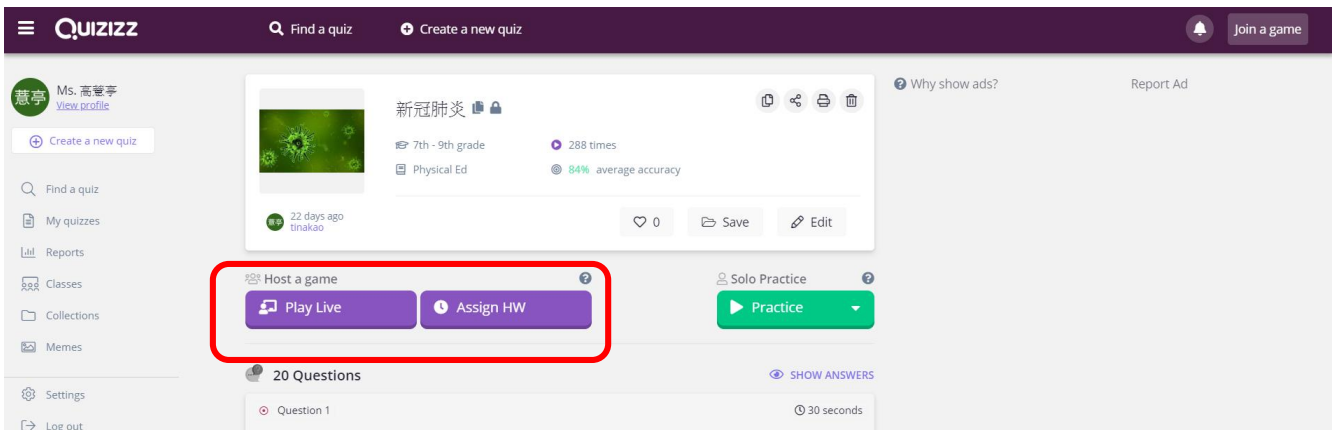 QUIZIZZ
Find a quiz
Create a new quiz
Join a game
薏亭
Ms. 高薏亭
View profile
Create a new quiz
Find a quiz
My quizzes
Reports
Classes
Collections
Memes
Settings
Log out
新冠肺炎
7th - 9th grade
288 times
Physical Ed
84% average accuracy
薏亭
22 days ago
tinakao
0
Save
Edit
Host a game
Play Live
Assign HW
Solo Practice
Practice
20 Questions
SHOW ANSWERS
Question 1
30 seconds
Why show ads?
Report Ad